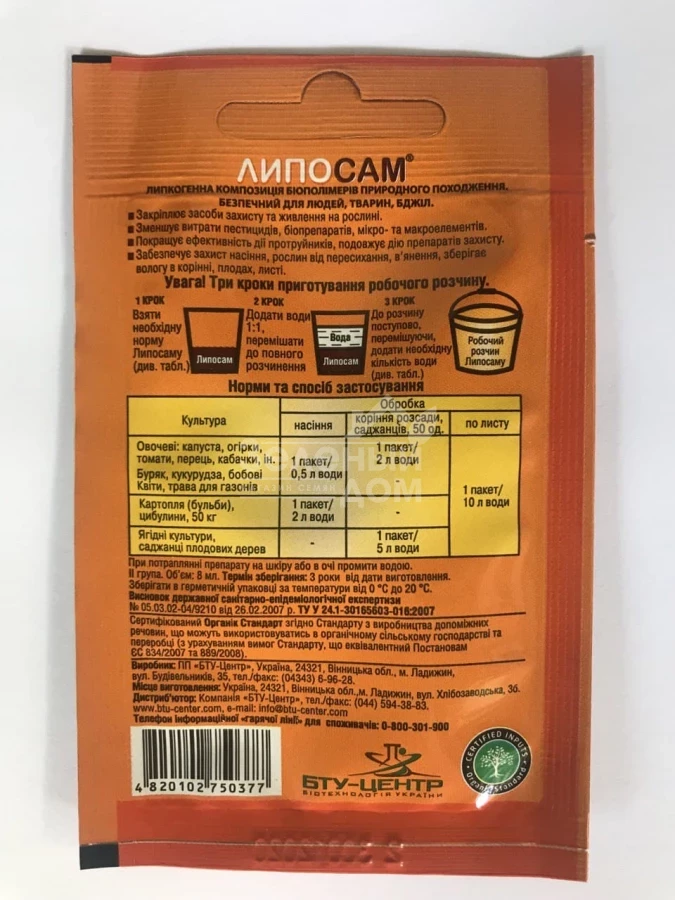 ЛИПОСАМ®
ЛИПКОГЕННА КОМПОЗИЦІЯ БІОПОЛІМЕРІВ ПРИРОДНОГО ПОХОДЖЕННЯ.
БЕЗПЕЧНИЙ ДЛЯ ЛЮДЕЙ, ТВАРИН, БДЖІЛ.
■ Закріплює засоби захисту та живлення на рослині.
■ Зменшує витрати пестицидів, біопрепаратів, мікро- та макроелементів.
■ Покращує ефективність дії протруйників, подовжує дію препаратів захисту.
■ Забезпечує захист насіння, рослин від пересихання, в'янення, зберігає
вологу в корінні, плодах, листі.
Увага! Три кроки приготування робочого розчину.
1 КРОК
Взяти
необхідну
норму
Липосаму
(див. табл.)
Липосам
2 КРОК
Додати води
1:1,
перемішати
до повного
розчинення
Вода
Липосам
3 КРОК
До розчину
поступово,
перемішуючи,
додати необхідну
кількість води
(див. табл.)
Робочий
розчин
Липосаму
Норми та спосіб застосування
Культура
Обробка
насіння
коріння розсади,
саджанців, 50 од.
по листу
Овочеві: капуста, огірки,
томати, перець, кабачки, ін.
Буряк, кукурудза, бобові
Квіти, трава для газонів
1 пакет/
0,5 л води
1 пакет/
2 л води
-
1 пакет/
10 л води
Картопля (бульби),
цибулини, 50 кг
1 пакет/
2 л води
-
Ягідні культури,
саджанці плодових дерев
-
1 пакет/
5 л води
При потраплянні препарату на шкіру або в очі промити водою.
II група. Об'єм: 8 мл. Термін зберігання: 3 роки від дати виготовлення.
Зберігати в герметичній упаковці за температури від 0 °С до 20 °С.
Висновок державної санітарно-епідеміологічної експертизи
№ 05.03.02-04/9210 від 26.02.2007 р. ТУ У 24.1-30165603-016:2007
Сертифікований Органік Стандарт згідно Стандарту з виробництва допоміжних
речовин, що можуть використовуватись в органічному сільському господарстві та
переробці (з урахуванням вимог Стандарту, що еквівалентний Постановам
ЄС 834/2007 та 889/2008).
Виробник: ПП «БТУ-Центр», Україна, 24321, Вінницька обл., м. Ладижин,
вул. Будівельників, 35, тел./факс: (04343) 6-96-28.
Місце виготовлення: Україна, 24321, Вінницька обл.,м. Ладижин, вул. Хлібозаводська, 3б.
Дистриб'ютор: Компанія «БТУ-Центр», тел./факс: (044) 594-38-83.
www.btu-center.com, e-mail: info@btu-center.com
Телефон інформаційної «гарячої лінії» для споживачів: 0-800-301-900
4 820102 750377
БТУ-ЦЕНТР
БІОТЕХНОЛОГІЯ УКРАЇНИ
CERTIFIED INPUTS
Organic Standard